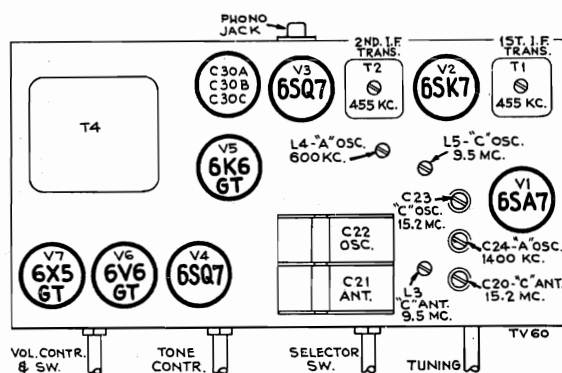 PHONO
JACK
2ND. I.F.
TRANS.
1ST. I.F.
TRANS.
T4
C30A
C30B
C30C
V3
6SQ7
T2
455 KC.
V2
6SK7
T1
455 KC.
V5
6K6
GT
L4-"A" OSC.
600 KC.
L5-"C" OSC.
9.5 MC.
C23
"C" OSC.
15.2 MC.
V1
6SA7
C22
OSC.
C24-"A" OSC.
1400 KC.
V7
6X5
GT
V6
6V6
GT
V4
6SQ7
C21
ANT.
L3
"C" ANT.
9.5 MC.
C20-"C" ANT.
15.2 MC.
TV60
VOL. CONTR.
& SW.
TONE
CONTR.
SELECTOR
SW.
TUNING